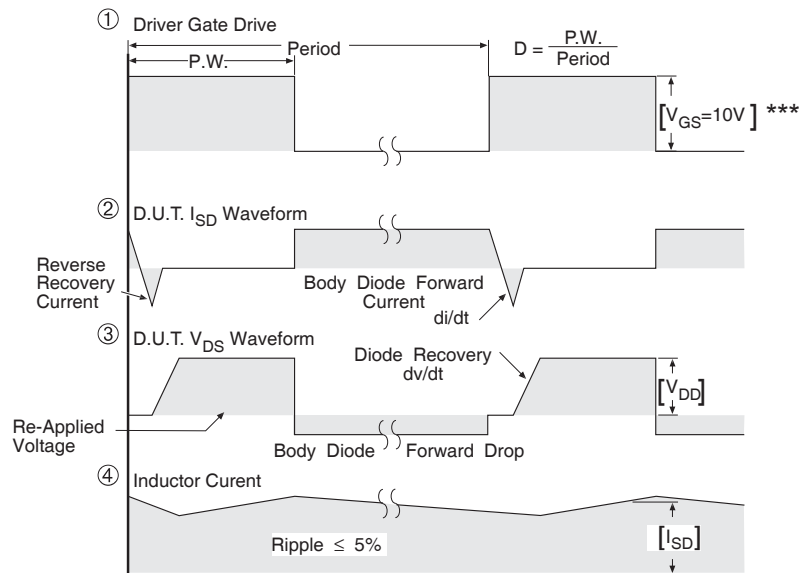 ① Driver Gate Drive
P.W.
Period
D = P.W.
Period
[VGS=10V] ***
② D.U.T. ISD Waveform
Reverse
Recovery
Current
Body Diode Forward
Current
di/dt
③ D.U.T. VDS Waveform
Diode Recovery
dv/dt
[VDD]
Re-Applied
Voltage
Body Diode Forward Drop
④ Inductor Curent
Ripple ≤ 5%
[ISD]